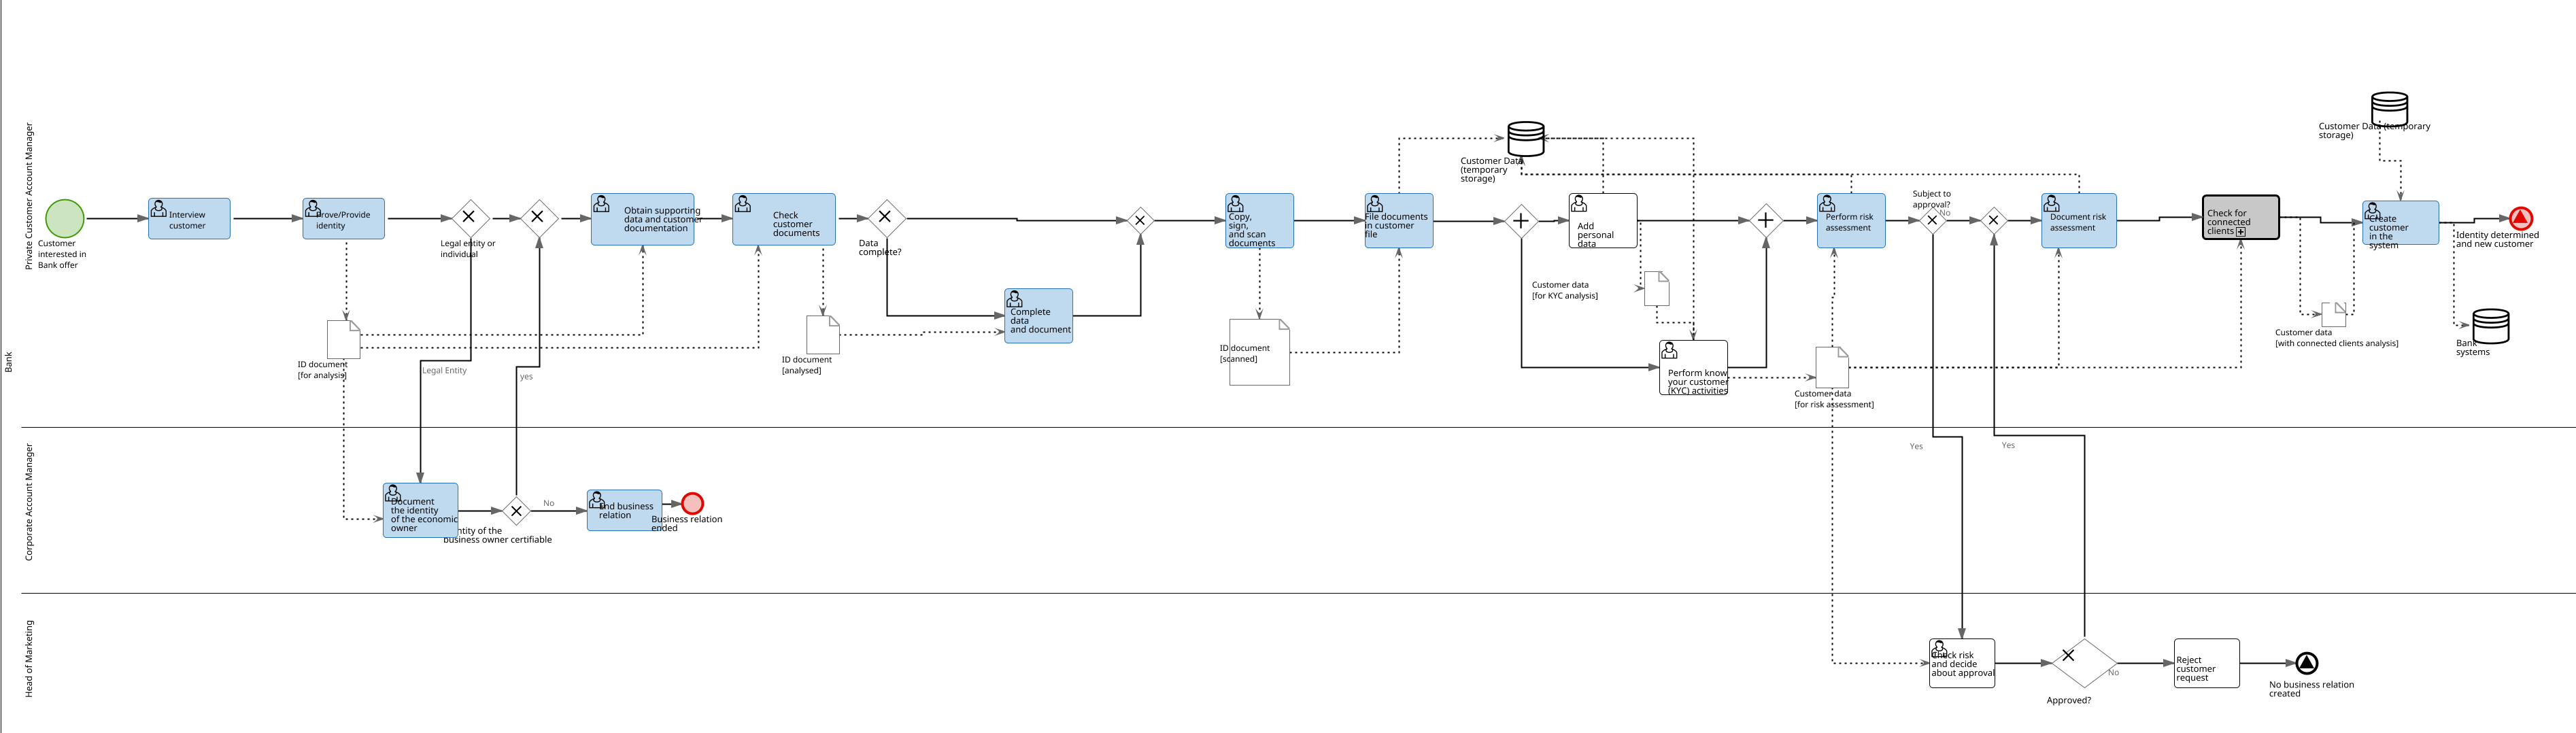 Bank
Private Customer Account Manager
Customer
interested in
Bank offer
Interview
customer
Prove/Provide
identity
ID document
[for analysis]
Legal entity or
individual
Legal Entity
yes
Obtain supporting
data and customer
documentation
Check
customer
documents
ID document
[analysed]
Data
complete?
Complete
data
and document
Copy,
sign,
and scan
documents
ID document
[scanned]
File documents
in customer
file
Customer Data
(temporary
storage)
Add
personal
data
Customer data
[for KYC analysis]
Perform know
your customer
(KYC) activities
Perform risk
assessment
Customer data
[for risk assessment]
Subject to
approval?
No
Document risk
assessment
Check for
connected
clients
Customer Data (temporary
storage)
Create
customer
in the
system
Customer data
[with connected clients analysis]
Identity determined
and new customer
Bank
systems
Corporate Account Manager
Document
the identity
of the economic
owner
ntity of the
business owner certifiable
No
End business
relation
Business relation
ended
Yes
Yes
Head of Marketing
Check risk
and decide
about approval
Approved?
No
Reject
customer
request
No business relation
created